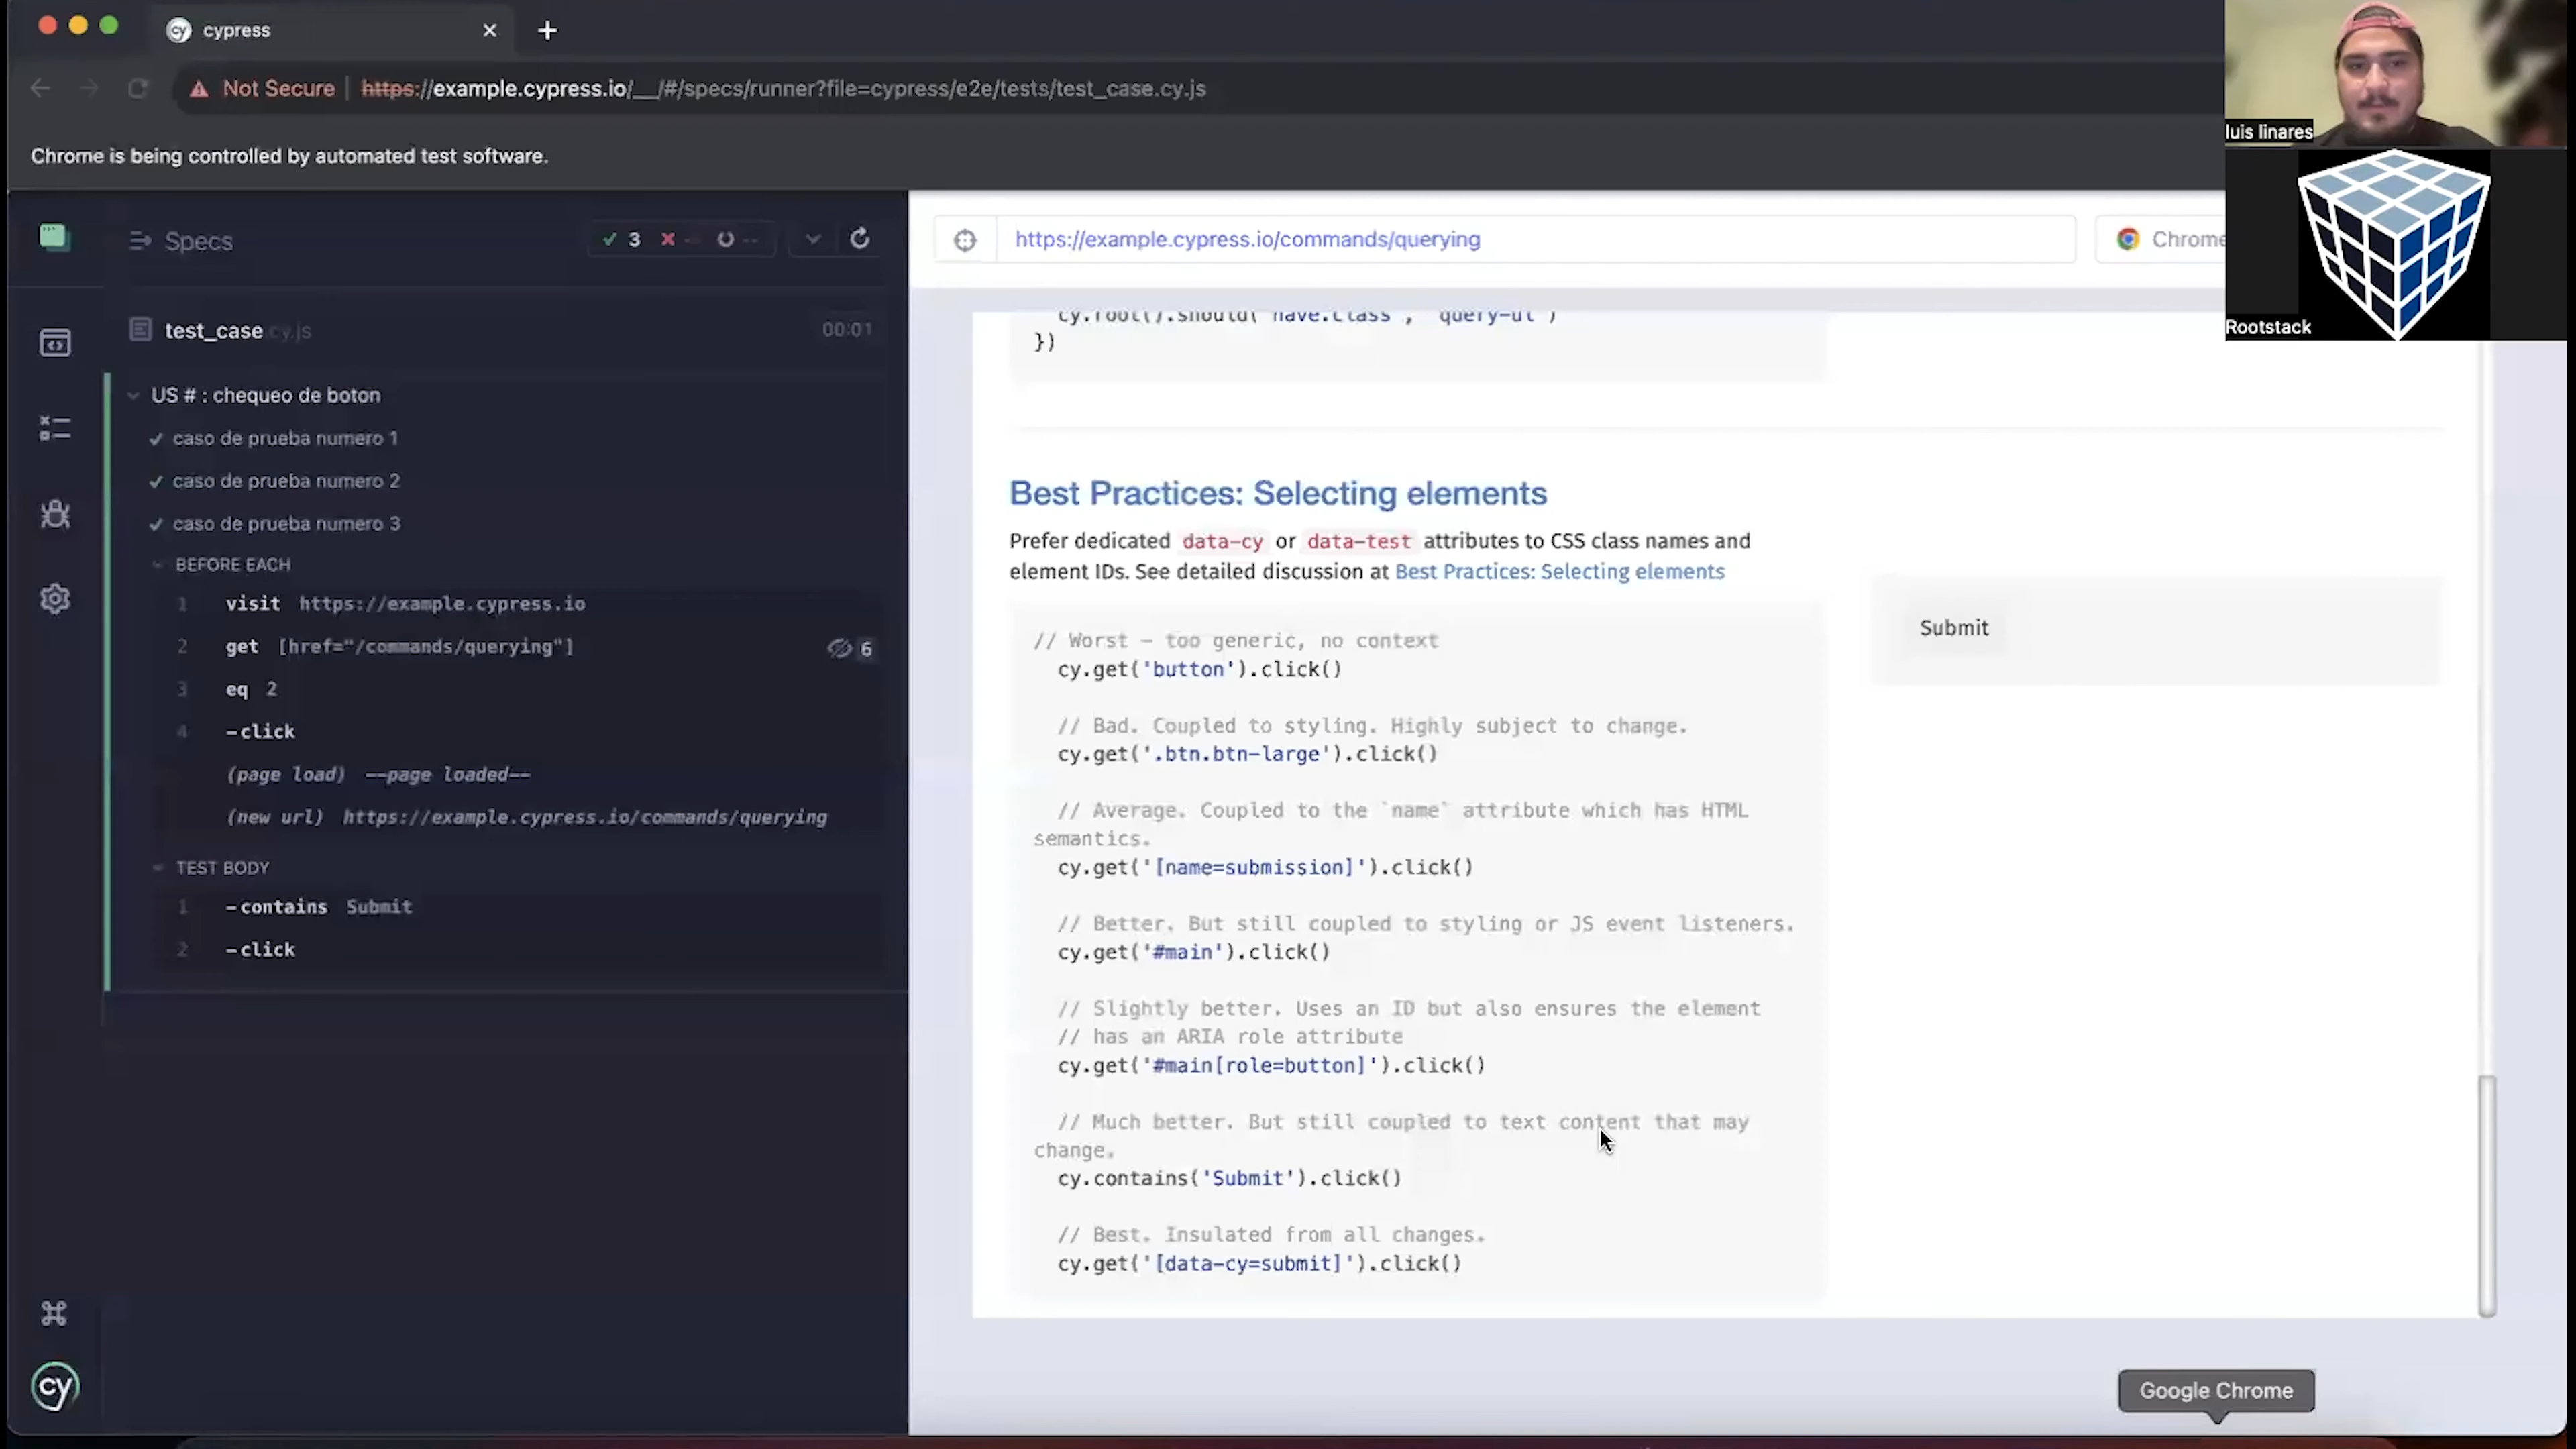 cypress
Not Secure | https://example.cypress.io/__/#/specs/runner?file=cypress/e2e/tests/test_case.cy.js
luis linares
Chrome is being controlled by automated test software.
Specs
3 -- --
https://example.cypress.io/commands/querying
Chrome
Rootstack
test_case.cy.js
00:01
US # : chequeo de boton
caso de prueba numero 1
caso de prueba numero 2
caso de prueba numero 3
BEFORE EACH
1 visit https://example.cypress.io
2 get [href="/commands/querying"] 6
3 eq 2
4 -click
(page load) --page loaded--
(new url) https://example.cypress.io/commands/querying
TEST BODY
1 -contains Submit
2 -click
cy
cy.root().should('have.class', 'query-ul')
})
Best Practices: Selecting elements
Prefer dedicated data-cy or data-test attributes to CSS class names and
element IDs. See detailed discussion at Best Practices: Selecting elements
// Worst - too generic, no context
cy.get('button').click()
// Bad. Coupled to styling. Highly subject to change.
cy.get('.btn.btn-large').click()
// Average. Coupled to the `name` attribute which has HTML
semantics.
cy.get('[name=submission]').click()
// Better. But still coupled to styling or JS event listeners.
cy.get('#main').click()
// Slightly better. Uses an ID but also ensures the element
// has an ARIA role attribute
cy.get('#main[role=button]').click()
// Much better. But still coupled to text content that may
change.
cy.contains('Submit').click()
// Best. Insulated from all changes.
cy.get('[data-cy=submit]').click()
Submit
Google Chrome